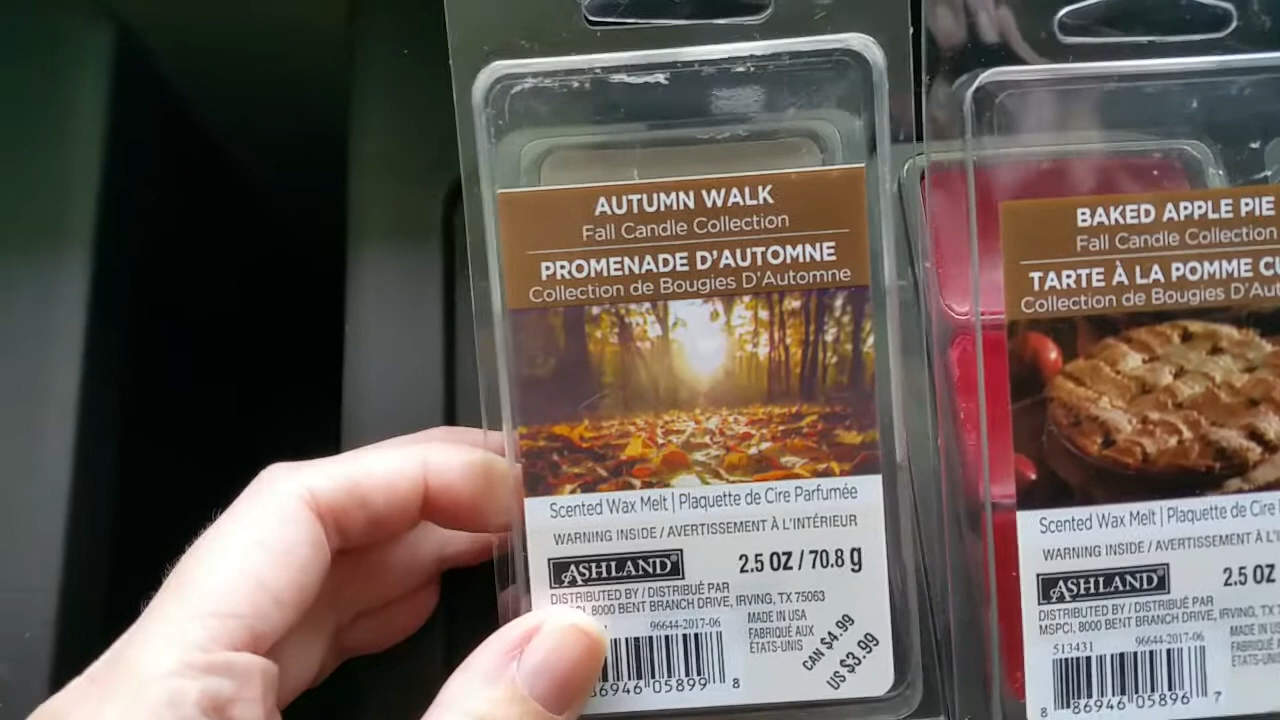 AUTUMN WALK
Fall Candle Collection
PROMENADE D'AUTOMNE
Collection de Bougies D'Automne
Scented Wax Melt | Plaquette de Cire Parfumée
WARNING INSIDE / AVERTISSEMENT À L'INTÉRIEUR
ASHLAND®
2.5 OZ / 70.8 g
DISTRIBUTED BY / DISTRIBUÉ PAR
8000 BENT BRANCH DRIVE, IRVING, TX 75063
96644-2017-06
MADE IN USA
FABRIQUÉ AUX
ÉTATS-UNIS
CAN $4.99
US $3.99
86946 05899 8
BAKED APPLE PIE
Fall Candle Collection
TARTE À LA POMME
Collection de Bougies
Scented Wax Melt | Plaquette de Cire
WARNING INSIDE / AVERTISSEMENT À
ASHLAND®
2.5 OZ
DISTRIBUTED BY / DISTRIBUÉ PAR
MSPCI, 8000 BENT BRANCH DRIVE, IRVING,
513431 96644-2017-06
MADE IN
FABRIQUÉ
8 86946 05896 7